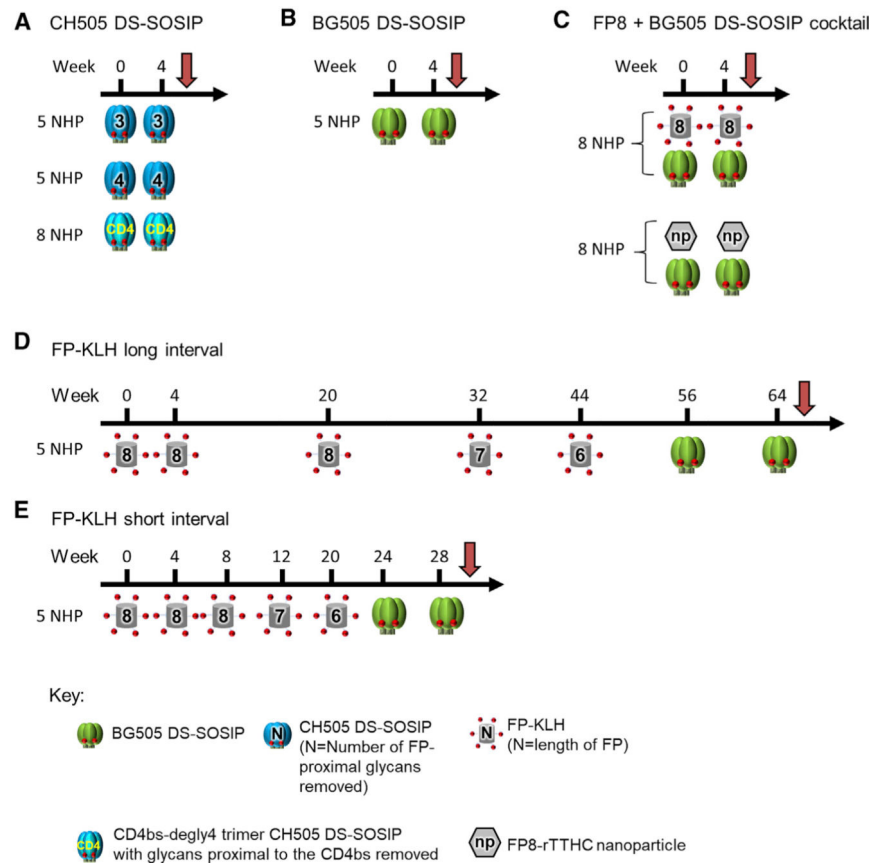 A CH505 DS-SOSIP
Week 0 4
5 NHP 3 3
5 NHP 4 4
8 NHP CD4 CD4
B BG505 DS-SOSIP
Week 0 4
5 NHP
C FP8 + BG505 DS-SOSIP cocktail
Week 0 4
8 NHP 8 8
8 NHP np np
D FP-KLH long interval
Week 0 4 20 32 44 56 64
5 NHP 8 8 8 7 6
E FP-KLH short interval
Week 0 4 8 12 20 24 28
5 NHP 8 8 8 7 6
Key:
BG505 DS-SOSIP
N CH505 DS-SOSIP
(N=Number of FP-
proximal glycans
removed)
N FP-KLH
(N=length of FP)
CD4 CD4bs-degly4 trimer CH505 DS-SOSIP
with glycans proximal to the CD4bs removed
np FP8-rTTHC nanoparticle